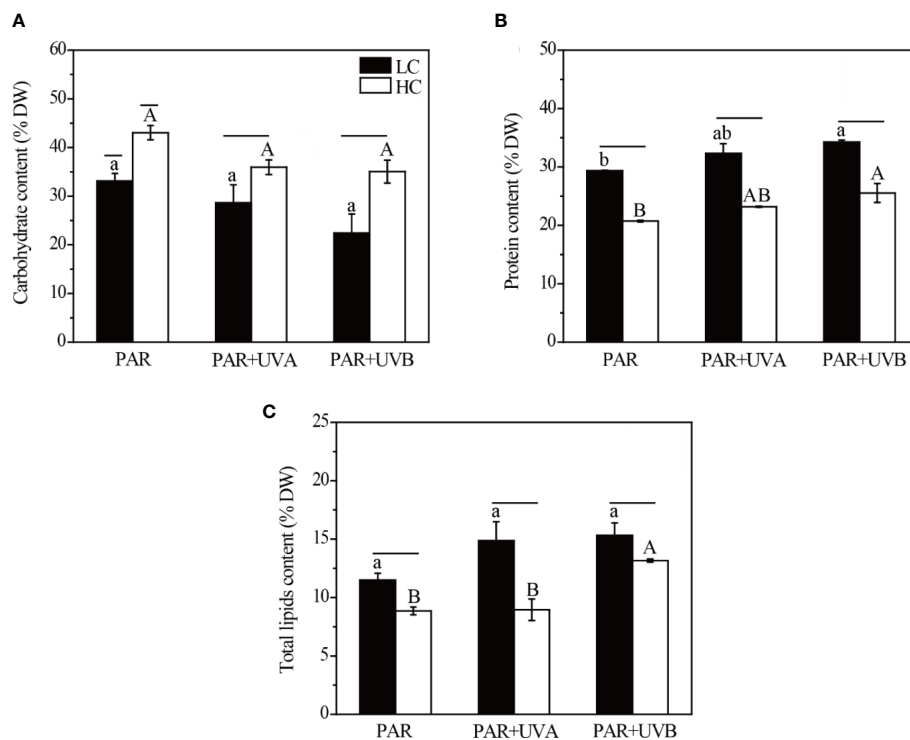 A
Carbohydrate content (% DW)
60
50
40
30
20
10
0
LC
HC
a
A
a
A
a
A
PAR
PAR+UVA
PAR+UVB
B
Protein content (% DW)
50
40
30
20
10
0
b
B
ab
AB
a
A
PAR
PAR+UVA
PAR+UVB
C
Total lipids content (% DW)
25
20
15
10
5
0
a
B
a
B
a
A
PAR
PAR+UVA
PAR+UVB